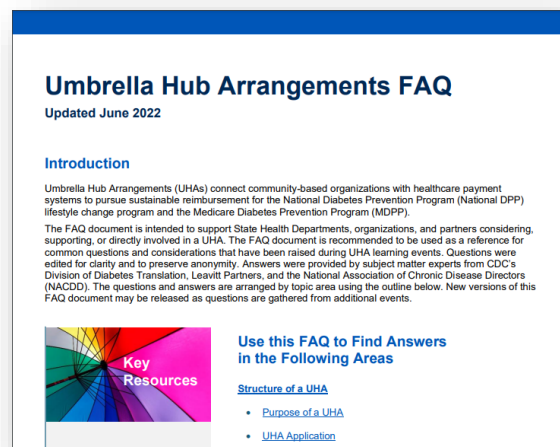 Umbrella Hub Arrangements FAQ
Updated June 2022
Introduction
Umbrella Hub Arrangements (UHAs) connect community-based organizations with healthcare payment
systems to pursue sustainable reimbursement for the National Diabetes Prevention Program (National DPP)
lifestyle change program and the Medicare Diabetes Prevention Program (MDPP).
The FAQ document is intended to support State Health Departments, organizations, and partners considering,
supporting, or directly involved in a UHA. The FAQ document is recommended to be used as a reference for
common questions and considerations that have been raised during UHA learning events. Questions were
edited for clarity and to preserve anonymity. Answers were provided by subject matter experts from CDC's
Division of Diabetes Translation, Leavitt Partners, and the National Association of Chronic Disease Directors
(NACDD). The questions and answers are arranged by topic area using the outline below. New versions of this
FAQ document may be released as questions are gathered from additional events.
Key
Resources
Use this FAQ to Find Answers
in the Following Areas
Structure of a UHA
• Purpose of a UHA
• UHA Application